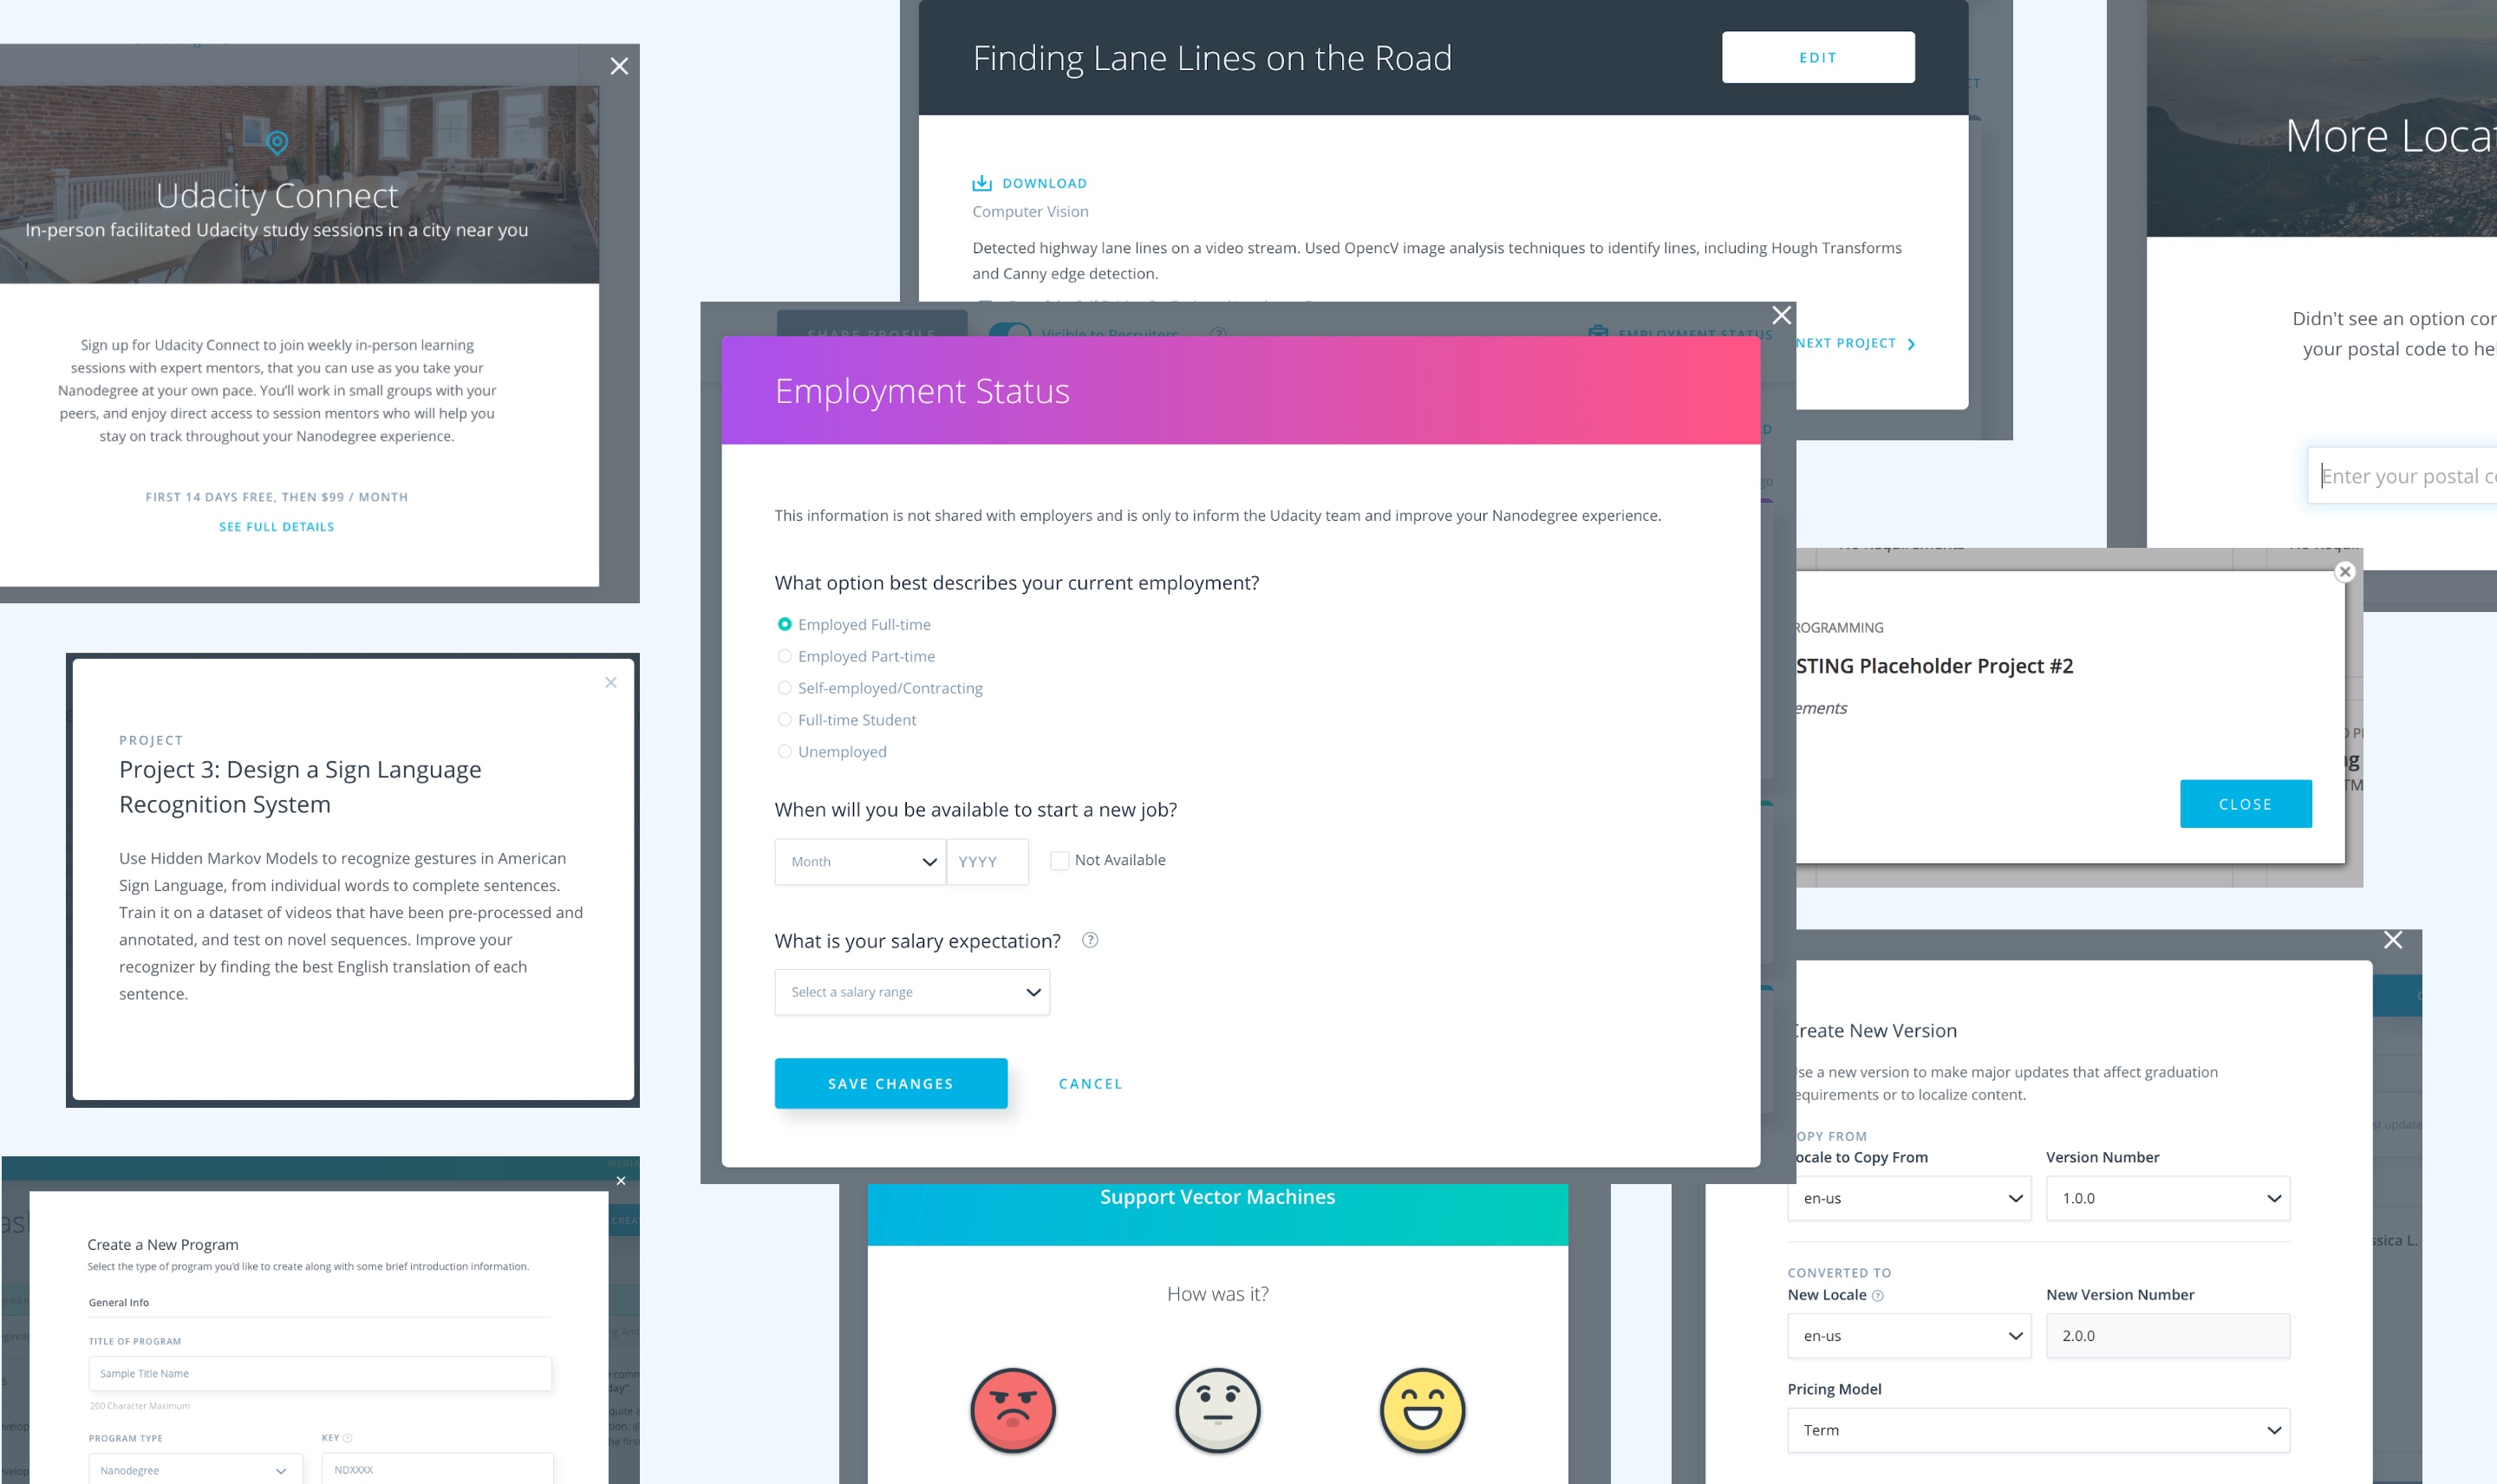 Udacity Connect
In-person facilitated Udacity study sessions in a city near you
Sign up for Udacity Connect to join weekly in-person learning
sessions with expert mentors, that you can use as you take your
Nanodegree at your own pace. You'll work in small groups with your
peers, and enjoy direct access to session mentors who will help you
stay on track throughout your Nanodegree experience.
FIRST 14 DAYS FREE, THEN $99 / MONTH
SEE FULL DETAILS
Finding Lane Lines on the Road
EDIT
DOWNLOAD
Computer Vision
Detected highway lane lines on a video stream. Used OpencV image analysis techniques to identify lines, including Hough Transforms
and Canny edge detection.
NEXT PROJECT
More Locat
Didn't see an option con
your postal code to hel
Enter your postal co
SHARE PROFILE
Visible to Recruiters
EMPLOYMENT STATUS
Employment Status
This information is not shared with employers and is only to inform the Udacity team and improve your Nanodegree experience.
What option best describes your current employment?
Employed Full-time
Employed Part-time
Self-employed/Contracting
Full-time Student
Unemployed
When will you be available to start a new job?
Month
YYYY
Not Available
What is your salary expectation?
Select a salary range
SAVE CHANGES
CANCEL
ROGRAMMING
STING Placeholder Project #2
ements
CLOSE
PROJECT
Project 3: Design a Sign Language
Recognition System
Use Hidden Markov Models to recognize gestures in American
Sign Language, from individual words to complete sentences.
Train it on a dataset of videos that have been pre-processed and
annotated, and test on novel sequences. Improve your
recognizer by finding the best English translation of each
sentence.
Create New Version
se a new version to make major updates that affect graduation
equirements or to localize content.
OPY FROM
ocale to Copy From
Version Number
en-us
1.0.0
CONVERTED TO
New Locale
New Version Number
en-us
2.0.0
Pricing Model
Term
Create a New Program
Select the type of program you'd like to create along with some brief introduction information.
General Info
TITLE OF PROGRAM
Sample Title Name
200 Character Maximum
PROGRAM TYPE
KEY
Nanodegree
NDXXXX
Support Vector Machines
How was it?